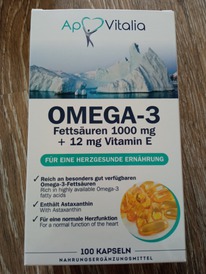 Ap Vitalia
OMEGA-3
Fettsäuren 1000 mg
+ 12 mg Vitamin E
FÜR EINE HERZGESUNDE ERNÄHRUNG
✓ Reich an besonders gut verfügbaren
Omega-3-Fettsäuren
Rich in highly available Omega-3
fatty acids
✓ Enthält Astaxanthin
With Astaxanthin
✓ Für eine normale Herzfunktion
For a normal function of the heart
100 KAPSELN
NAHRUNGSERGÄNZUNGSMITTEL